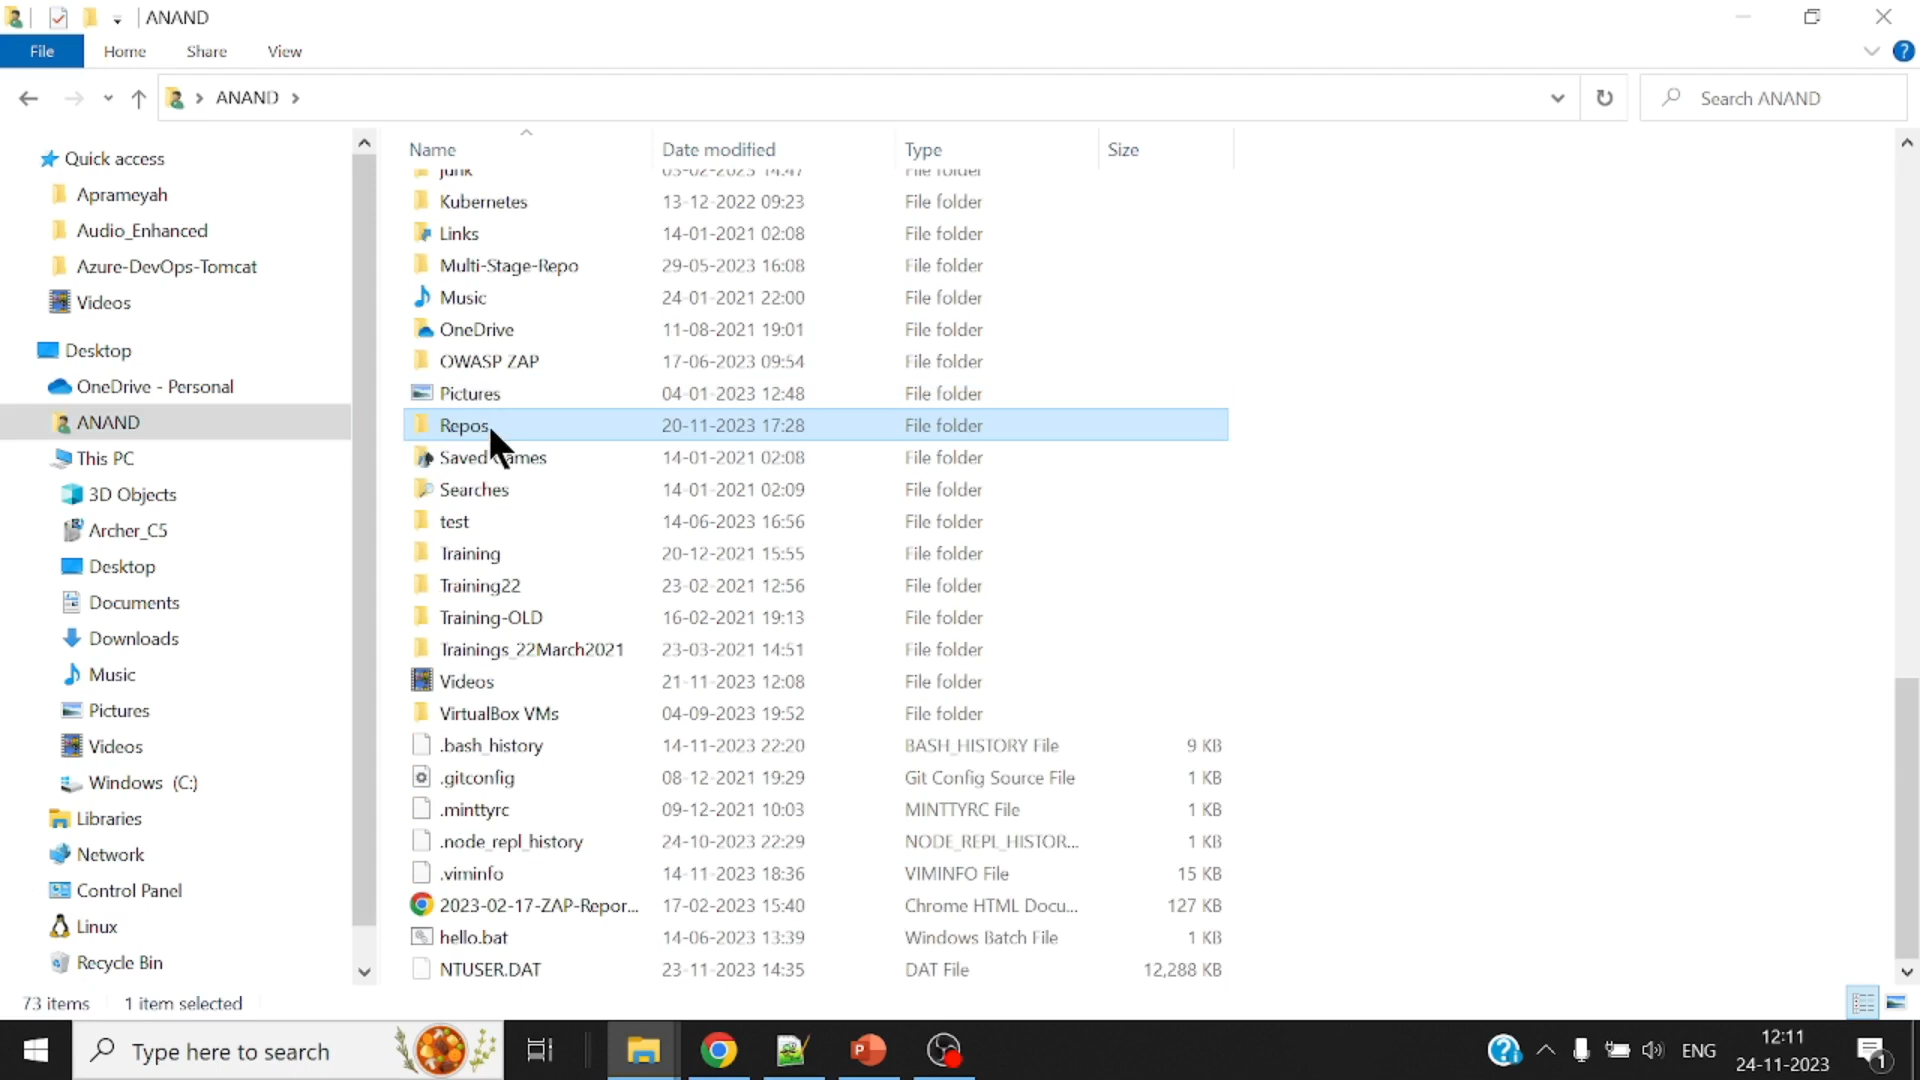 ANAND
File Home Share View
ANAND
Search ANAND
Quick access
Aprameyah
Audio_Enhanced
Azure-DevOps-Tomcat
Videos
Desktop
OneDrive - Personal
ANAND
This PC
3D Objects
Archer_C5
Desktop
Documents
Downloads
Music
Pictures
Videos
Windows (C:)
Libraries
Network
Control Panel
Linux
Recycle Bin
Name Date modified Type Size
junk 05-02-2023 14:47 File folder
Kubernetes 13-12-2022 09:23 File folder
Links 14-01-2021 02:08 File folder
Multi-Stage-Repo 29-05-2023 16:08 File folder
Music 24-01-2021 22:00 File folder
OneDrive 11-08-2021 19:01 File folder
OWASP ZAP 17-06-2023 09:54 File folder
Pictures 04-01-2023 12:48 File folder
Repos 20-11-2023 17:28 File folder
Saved Games 14-01-2021 02:08 File folder
Searches 14-01-2021 02:09 File folder
test 14-06-2023 16:56 File folder
Training 20-12-2021 15:55 File folder
Training22 23-02-2021 12:56 File folder
Training-OLD 16-02-2021 19:13 File folder
Trainings_22March2021 23-03-2021 14:51 File folder
Videos 21-11-2023 12:08 File folder
VirtualBox VMs 04-09-2023 19:52 File folder
.bash_history 14-11-2023 22:20 BASH_HISTORY File 9 KB
.gitconfig 08-12-2021 19:29 Git Config Source File 1 KB
.minttyrc 09-12-2021 10:03 MINTTYRC File 1 KB
.node_repl_history 24-10-2023 22:29 NODE_REPL_HISTOR... 1 KB
.viminfo 14-11-2023 18:36 VIMINFO File 15 KB
2023-02-17-ZAP-Repor... 17-02-2023 15:40 Chrome HTML Docu... 127 KB
hello.bat 14-06-2023 13:39 Windows Batch File 1 KB
NTUSER.DAT 23-11-2023 14:35 DAT File 12,288 KB
73 items 1 item selected
Type here to search
ENG
12:11
24-11-2023
1